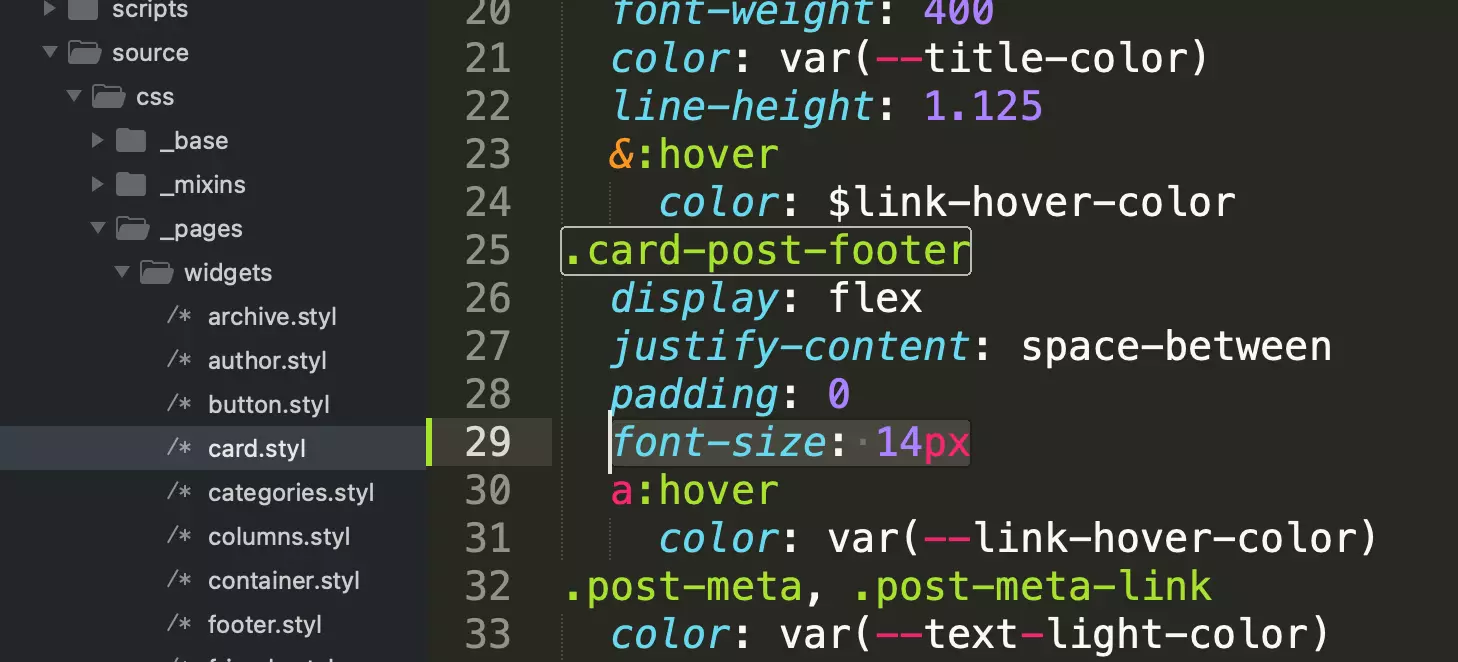 scripts
source
css
_base
_mixins
_pages
widgets
/* archive.styl
/* author.styl
/* button.styl
/* card.styl
/* categories.styl
/* columns.styl
/* container.styl
/* footer.styl
20 font-weight: 400
21 color: var(--title-color)
22 line-height: 1.125
23 &:hover
24 color: $link-hover-color
25 .card-post-footer
26 display: flex
27 justify-content: space-between
28 padding: 0
29 font-size: 14px
30 a:hover
31 color: var(--link-hover-color)
32 .post-meta, .post-meta-link
33 color: var(--text-light-color)